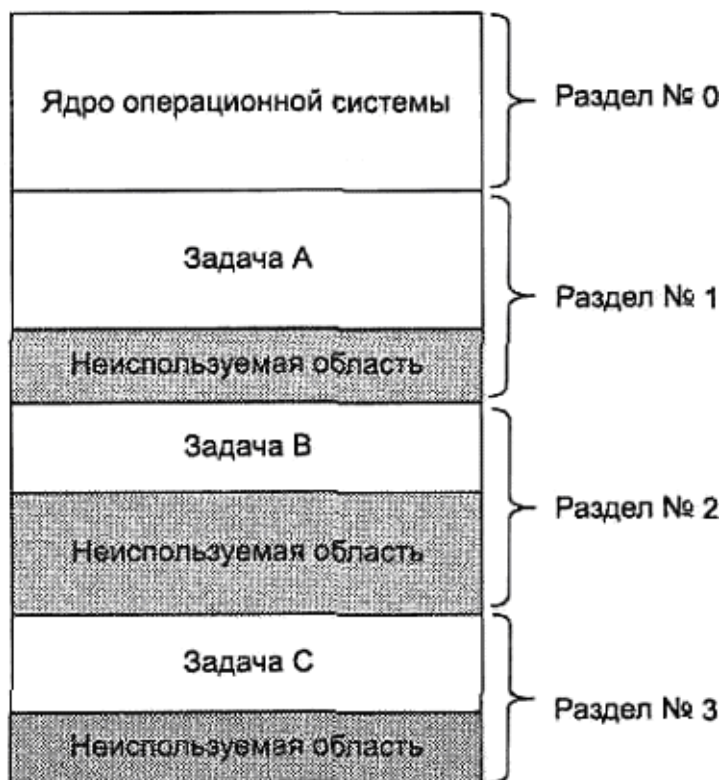 Ядро операционной системы
Раздел № 0
Задача А
Раздел № 1
Неиспользуемая область
Задача В
Раздел № 2
Неиспользуемая область
Задача С
Раздел № 3
Неиспользуемая область